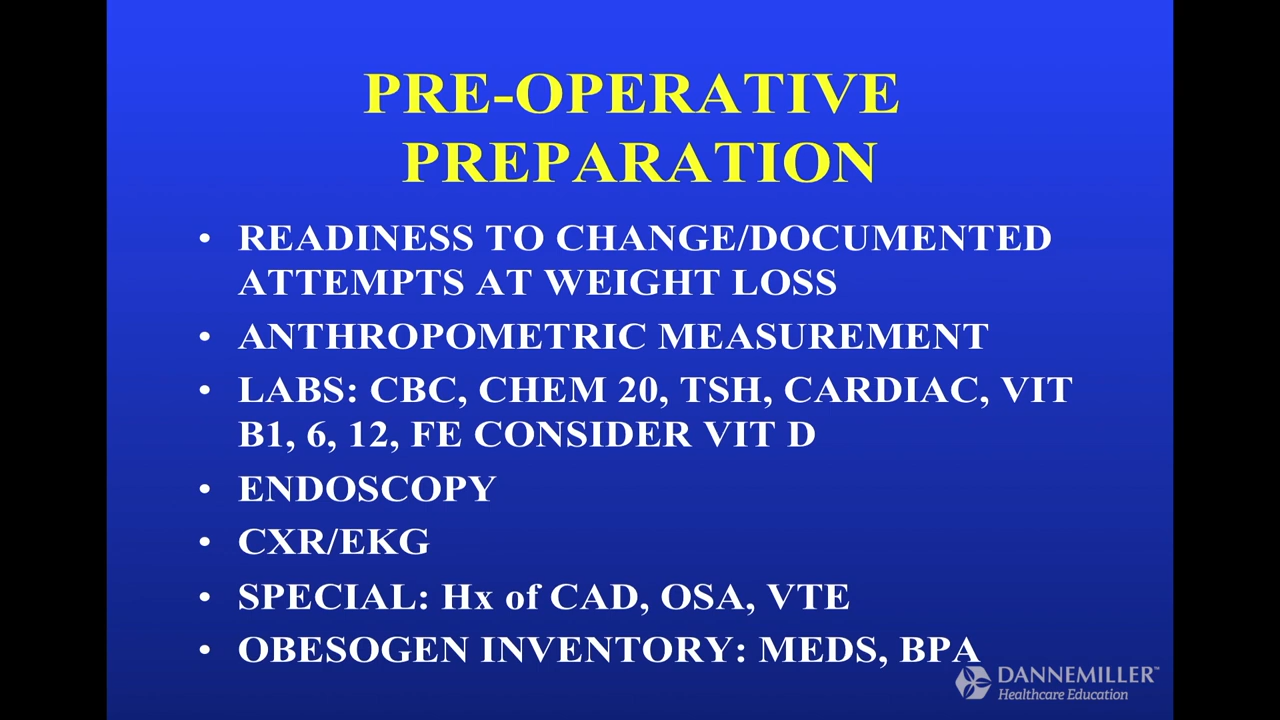 PRE-OPERATIVE
PREPARATION
• READINESS TO CHANGE/DOCUMENTED
ATTEMPTS AT WEIGHT LOSS
• ANTHROPOMETRIC MEASUREMENT
• LABS: CBC, CHEM 20, TSH, CARDIAC, VIT
B1, 6, 12, FE CONSIDER VIT D
• ENDOSCOPY
• CXR/EKG
• SPECIAL: Hx of CAD, OSA, VTE
• OBESOGEN INVENTORY: MEDS, BPA
DANNEMILLER™
Healthcare Education